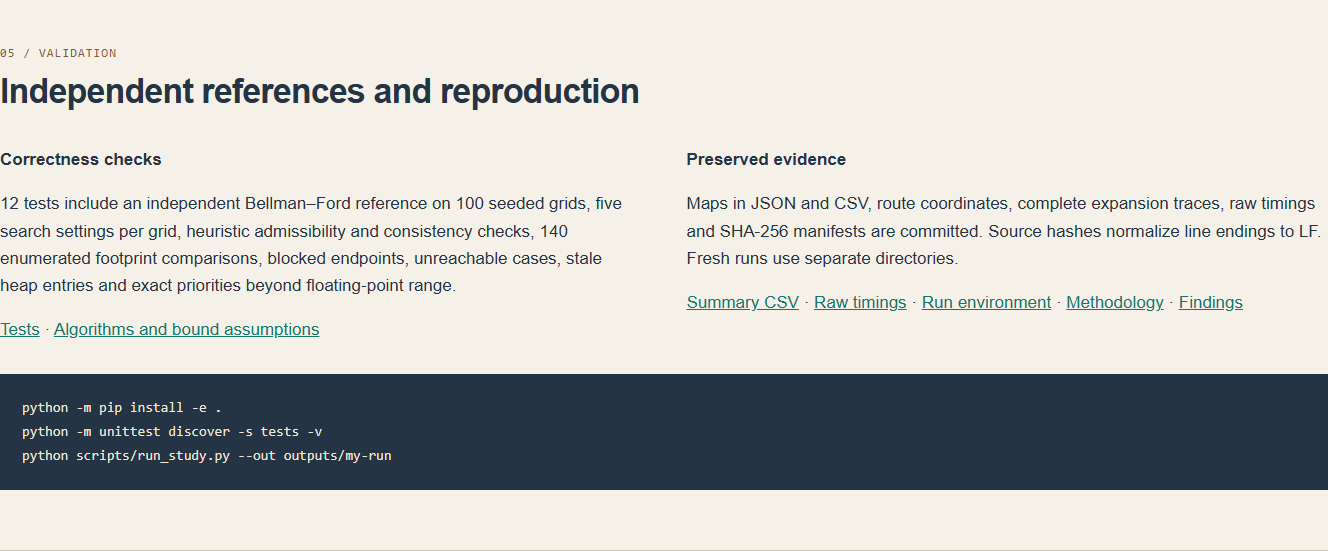 05 / VALIDATION
Independent references and reproduction
Correctness checks
12 tests include an independent Bellman–Ford reference on 100 seeded grids, five
search settings per grid, heuristic admissibility and consistency checks, 140
enumerated footprint comparisons, blocked endpoints, unreachable cases, stale
heap entries and exact priorities beyond floating-point range.
Tests · Algorithms and bound assumptions
Preserved evidence
Maps in JSON and CSV, route coordinates, complete expansion traces, raw timings
and SHA-256 manifests are committed. Source hashes normalize line endings to LF.
Fresh runs use separate directories.
Summary CSV · Raw timings · Run environment · Methodology · Findings
python -m pip install -e .
python -m unittest discover -s tests -v
python scripts/run_study.py --out outputs/my-run